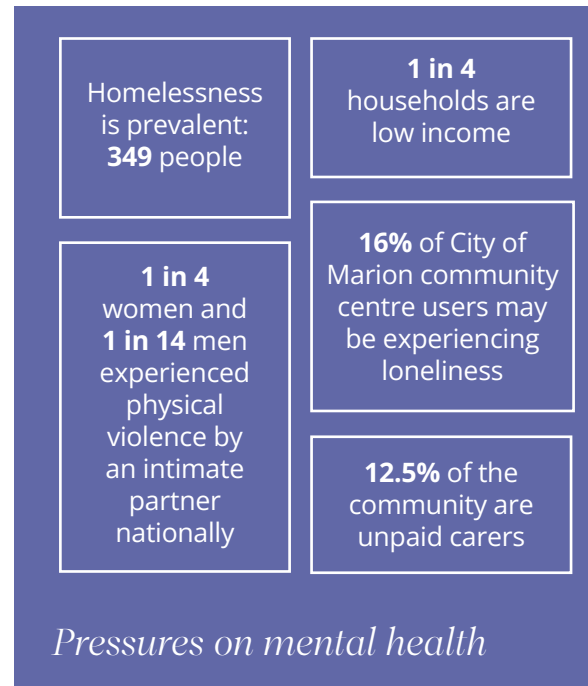 Homelessness
is prevalent:
349 people
1 in 4
women and
1 in 14 men
experienced
physical
violence by
an intimate
partner
nationally
1 in 4
households are
low income
16% of City of
Marion community
centre users may
be experiencing
loneliness
12.5% of the
community are
unpaid carers
Pressures on mental health